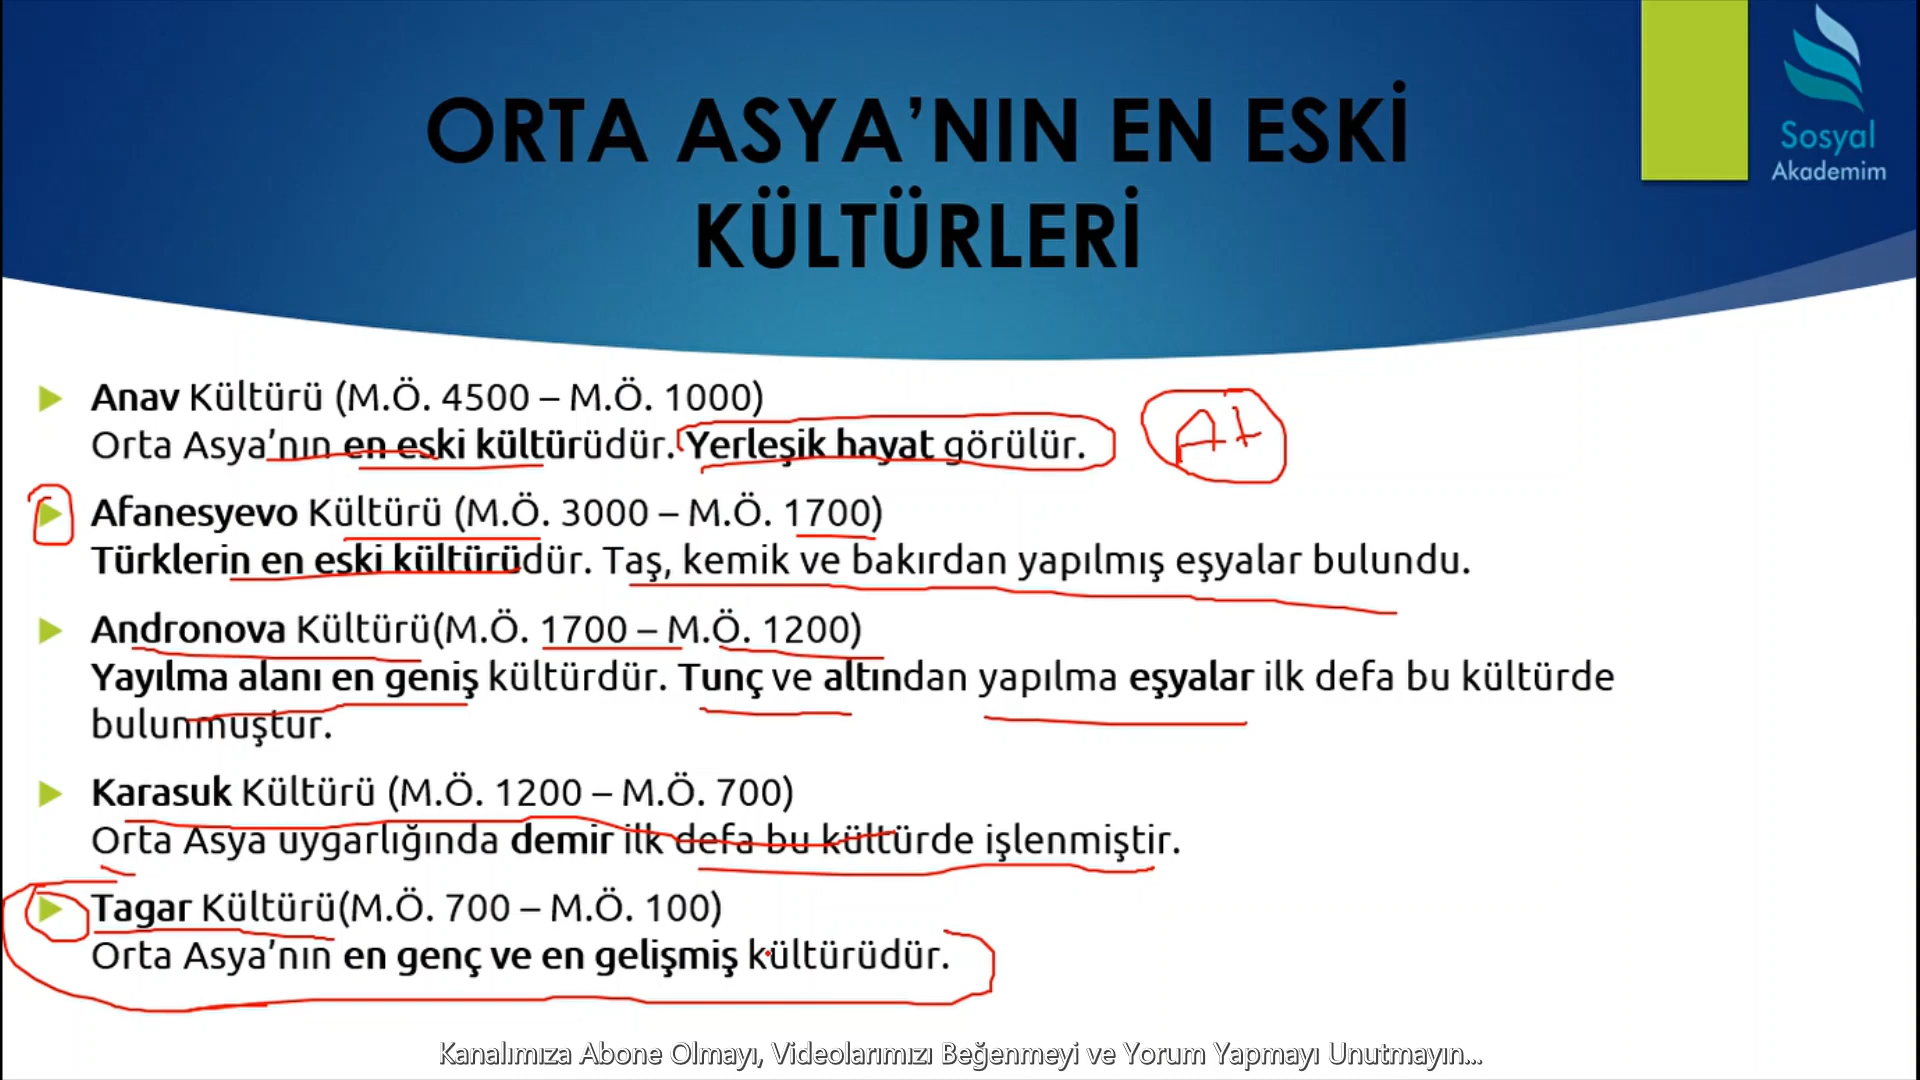 ORTA ASYA’NIN EN ESKİ
KÜLTÜRLERİ
Sosyal
Akademim
Anav Kültürü (M.Ö. 4500 – M.Ö. 1000)
Orta Asya’nın en eski kültürüdür. Yerleşik hayat görülür.
At
Afanesyevo Kültürü (M.Ö. 3000 – M.Ö. 1700)
Türklerin en eski kültürüdür. Taş, kemik ve bakırdan yapılmış eşyalar bulundu.
Andronova Kültürü(M.Ö. 1700 – M.Ö. 1200)
Yayılma alanı en geniş kültürdür. Tunç ve altından yapılma eşyalar ilk defa bu kültürde
bulunmuştur.
Karasuk Kültürü (M.Ö. 1200 – M.Ö. 700)
Orta Asya uygarlığında demir ilk defa bu kültürde işlenmiştir.
Tagar Kültürü(M.Ö. 700 – M.Ö. 100)
Orta Asya’nın en genç ve en gelişmiş kültürüdür.
Kanalımıza Abone Olmayı, Videolarımızı Beğenmeyi ve Yorum Yapmayı Unutmayın...